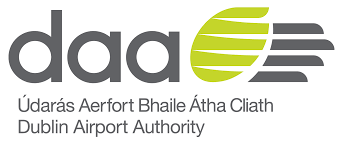 daa
Údarás Aerfort Bhaile Átha Cliath
Dublin Airport Authority